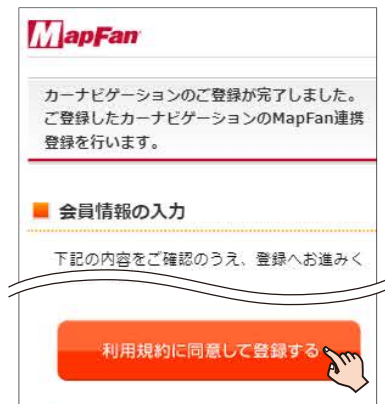 MapFan
カーナビゲーションのご登録が完了しました。
ご登録したカーナビゲーションのMapFan連携
登録を行います。
会員情報の入力
下記の内容をご確認のうえ、登録へお進みく
利用規約に同意して登録する